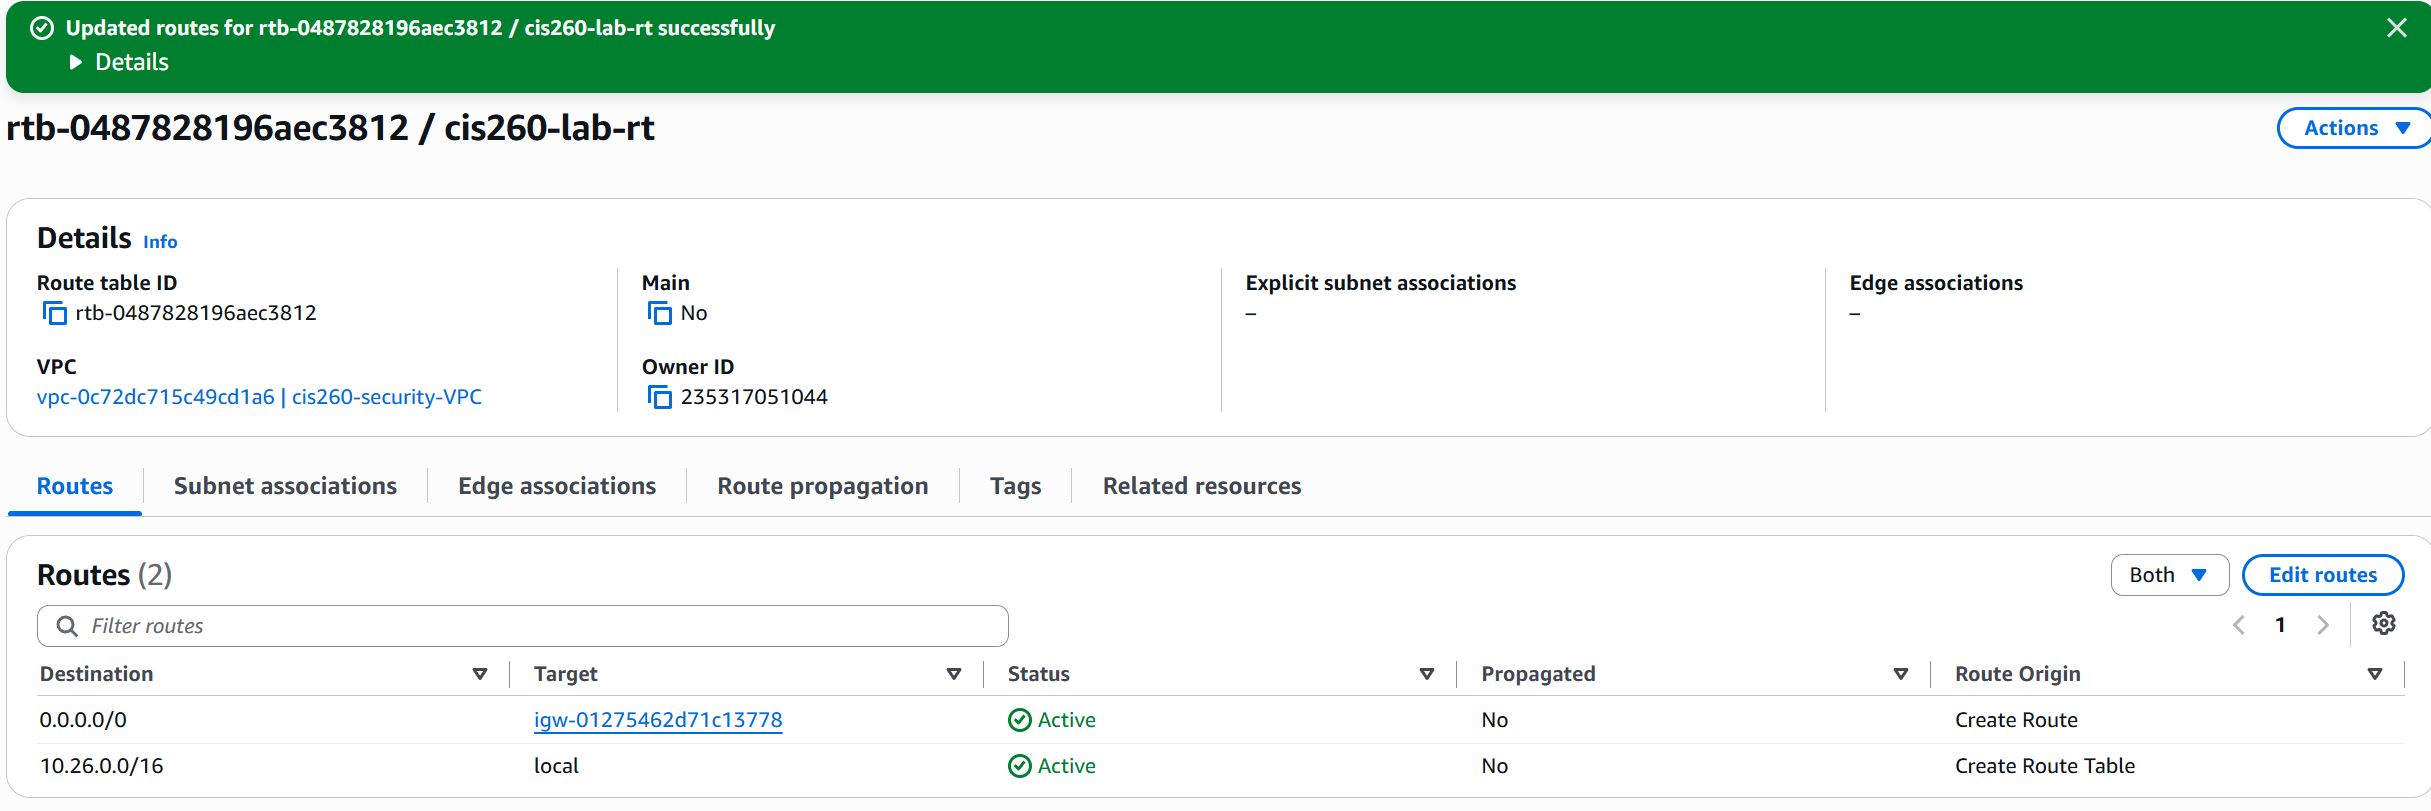 Updated routes for rtb-0487828196aec3812 / cis260-lab-rt successfully
Details
rtb-0487828196aec3812 / cis260-lab-rt
Actions
Details Info
Route table ID
rtb-0487828196aec3812
Main
No
Explicit subnet associations
–
Edge associations
–
VPC
vpc-0c72dc715c49cd1a6 | cis260-security-VPC
Owner ID
235317051044
Routes Subnet associations Edge associations Route propagation Tags Related resources
Routes (2)
Both Edit routes
Filter routes
1
Destination Target Status Propagated Route Origin
0.0.0.0/0 igw-01275462d71c13778 Active No Create Route
10.26.0.0/16 local Active No Create Route Table